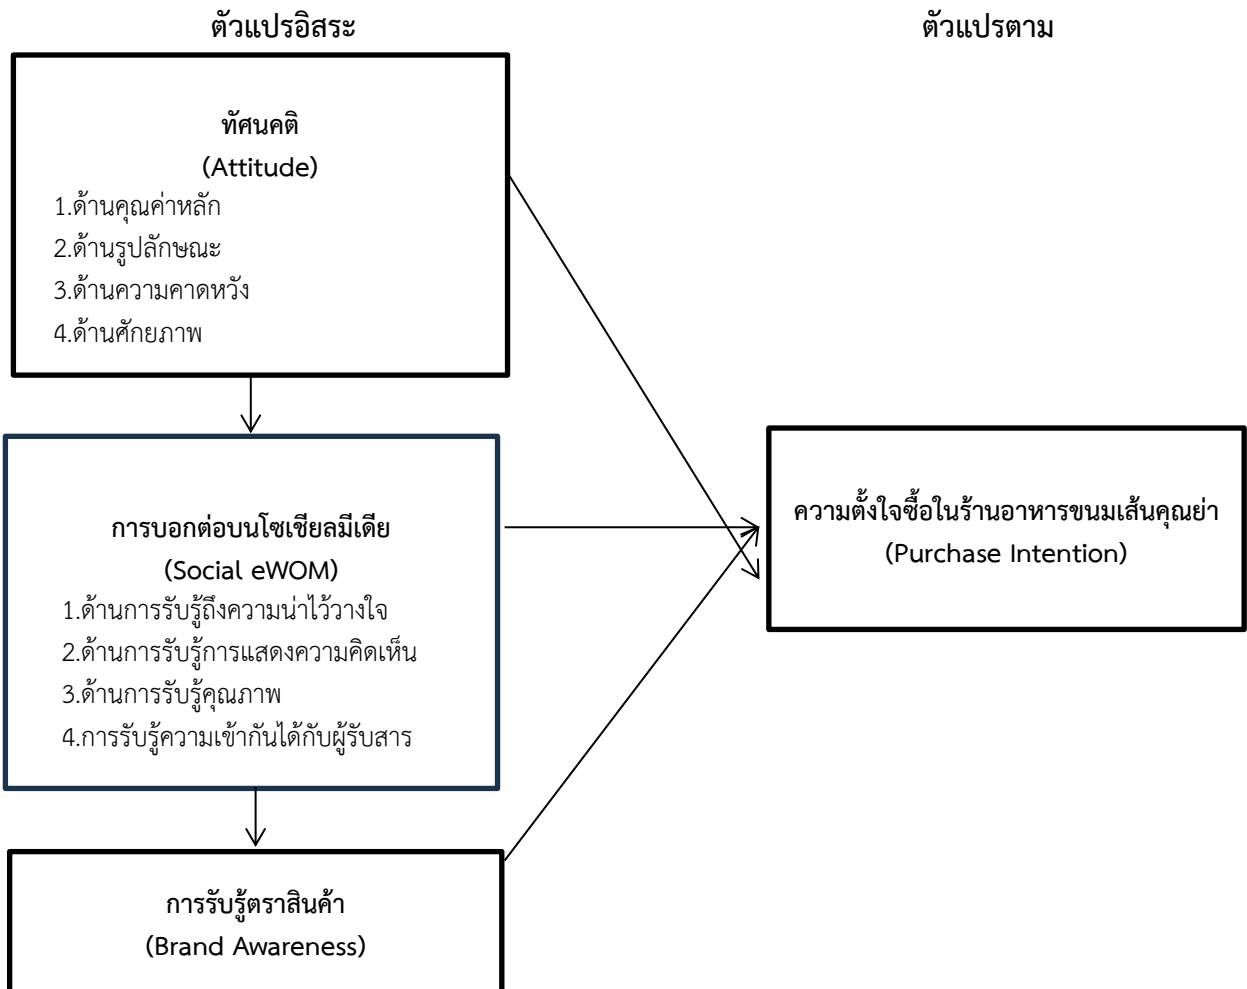 ตัวแปรอิสระ
ตัวแปรตาม
ทัศนคติ
(Attitude)
1.ด้านคุณค่าหลัก
2.ด้านรูปลักษณะ
3.ด้านความคาดหวัง
4.ด้านศักยภาพ
การบอกต่อบนโซเชียลมีเดีย
(Social eWOM)
1.ด้านการรับรู้ถึงความน่าไว้วางใจ
2.ด้านการรับรู้การแสดงความคิดเห็น
3.ด้านการรับรู้คุณภาพ
4.การรับรู้ความเข้ากันได้กับผู้รับสาร
ความตั้งใจซื้อในร้านอาหารขนมเส้นคุณย่า
(Purchase Intention)
การรับรู้ตราสินค้า
(Brand Awareness)